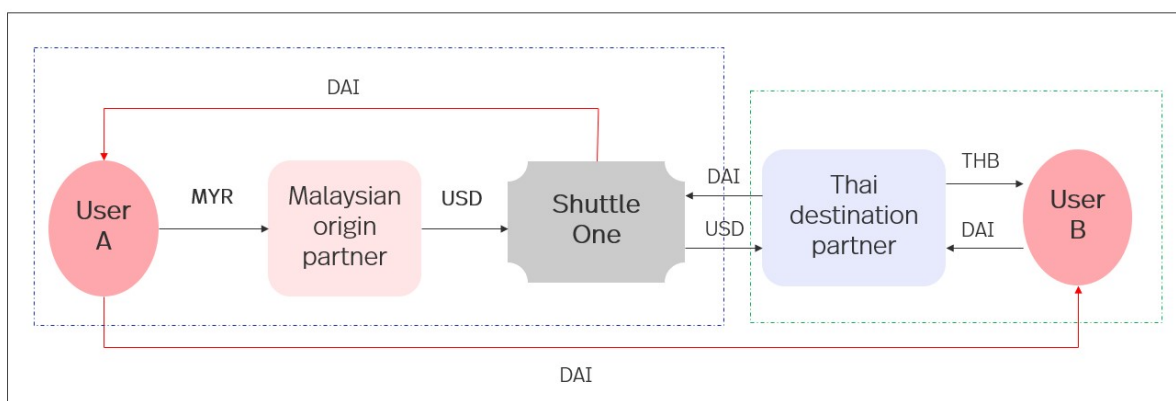 DAI
User
A
MYR
Malaysian
origin
partner
USD
Shuttle
One
DAI
USD
Thai
destination
partner
THB
DAI
User
B
DAI